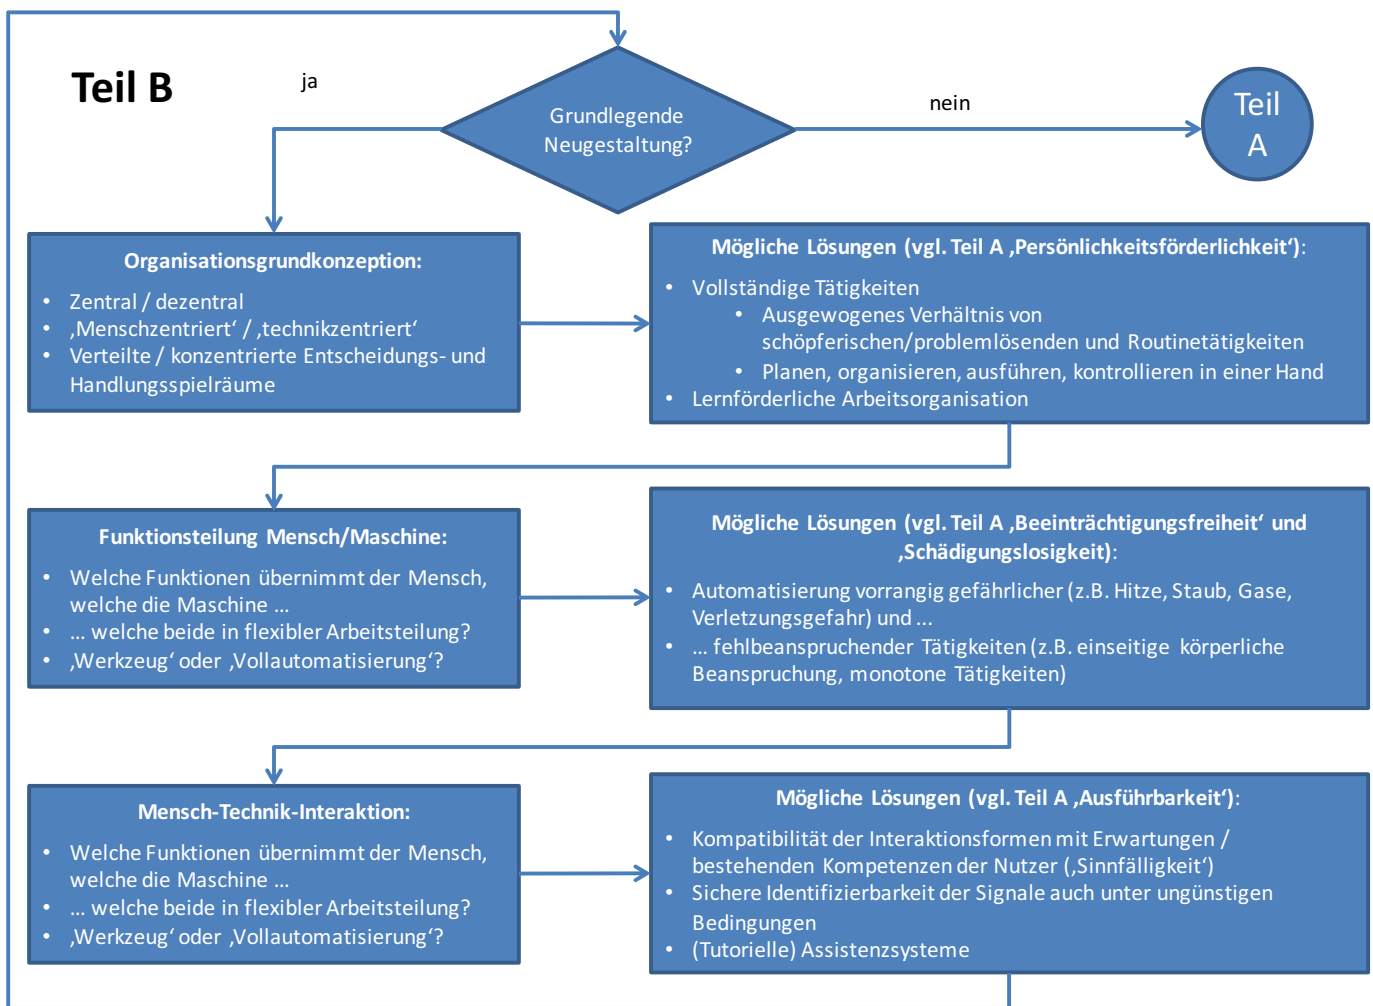 Teil B
ja
Grundlegende
Neugestaltung?
nein
Teil
A
Organisationsgrundkonzeption:
• Zentral / dezentral
• ‚Menschzentriert‘ / ‚technikzentriert‘
• Verteilte / konzentrierte Entscheidungs- und
Handlungsspielräume
Mögliche Lösungen (vgl. Teil A ‚Persönlichkeitsförderlichkeit‘):
• Vollständige Tätigkeiten
• Ausgewogenes Verhältnis von
schöpferischen/problemlösenden und Routinetätigkeiten
• Planen, organisieren, ausführen, kontrollieren in einer Hand
• Lernförderliche Arbeitsorganisation
Funktionsteilung Mensch/Maschine:
• Welche Funktionen übernimmt der Mensch,
welche die Maschine ...
• ... welche beide in flexibler Arbeitsteilung?
• ‚Werkzeug‘ oder ‚Vollautomatisierung‘?
Mögliche Lösungen (vgl. Teil A ‚Beeinträchtigungsfreiheit‘ und
‚Schädigungslosigkeit):
• Automatisierung vorrangig gefährlicher (z.B. Hitze, Staub, Gase,
Verletzungsgefahr) und ...
• ... fehlbeanspruchender Tätigkeiten (z.B. einseitige körperliche
Beanspruchung, monotone Tätigkeiten)
Mensch-Technik-Interaktion:
• Welche Funktionen übernimmt der Mensch,
welche die Maschine ...
• ... welche beide in flexibler Arbeitsteilung?
• ‚Werkzeug‘ oder ‚Vollautomatisierung‘?
Mögliche Lösungen (vgl. Teil A ‚Ausführbarkeit‘):
• Kompatibilität der Interaktionsformen mit Erwartungen /
bestehenden Kompetenzen der Nutzer (‚Sinnfälligkeit‘)
• Sichere Identifizierbarkeit der Signale auch unter ungünstigen
Bedingungen
• (Tutorielle) Assistenzsysteme